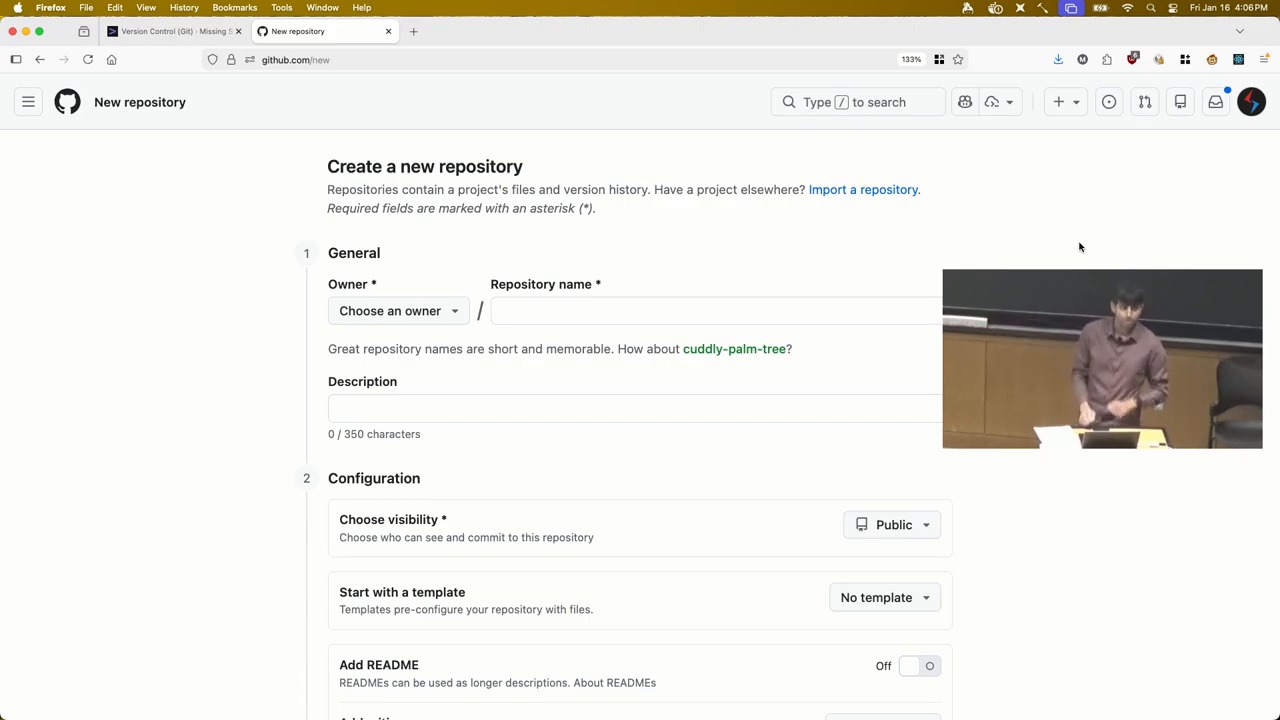 Firefox File Edit View History Bookmarks Tools Window Help Fri Jan 16 4:06 PM
Version Control (Git) - Missing S
New repository
github.com/new
133%
6
New repository
Type / to search
Create a new repository
Repositories contain a project's files and version history. Have a project elsewhere? Import a repository.
Required fields are marked with an asterisk (*).
1 General
Owner * Repository name *
Choose an owner /
Great repository names are short and memorable. How about cuddly-palm-tree?
Description
0 / 350 characters
2 Configuration
Choose visibility *
Choose who can see and commit to this repository
Public
Start with a template
Templates pre-configure your repository with files.
No template
Add README
READMEs can be used as longer descriptions. About READMEs
Off